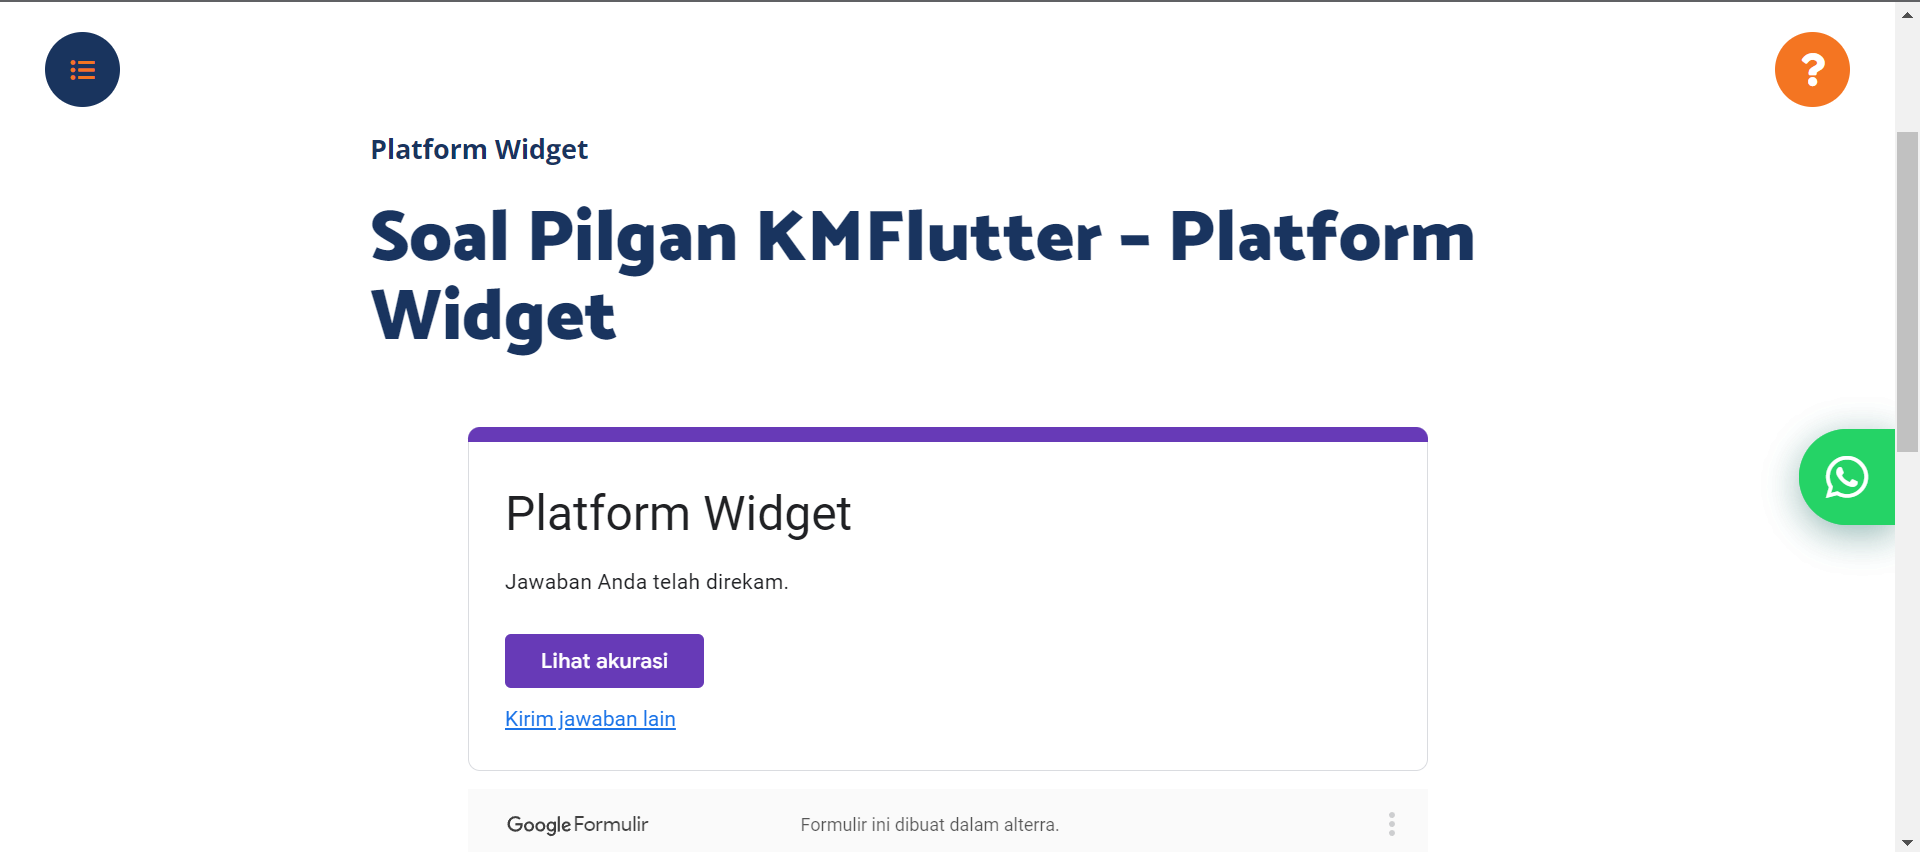 Platform Widget
Soal Pilgan KMFlutter – Platform
Widget
Platform Widget
Jawaban Anda telah direkam.
Lihat akurasi
Kirim jawaban lain
Google Formulir
Formulir ini dibuat dalam alterra.